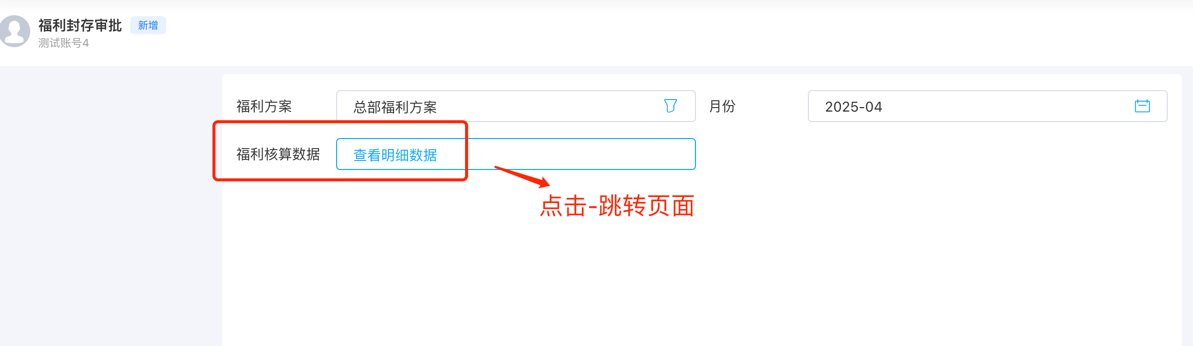 福利封存审批 新增
测试账号4
福利方案 总部福利方案 月份 2025-04
福利核算数据 查看明细数据
点击-跳转页面